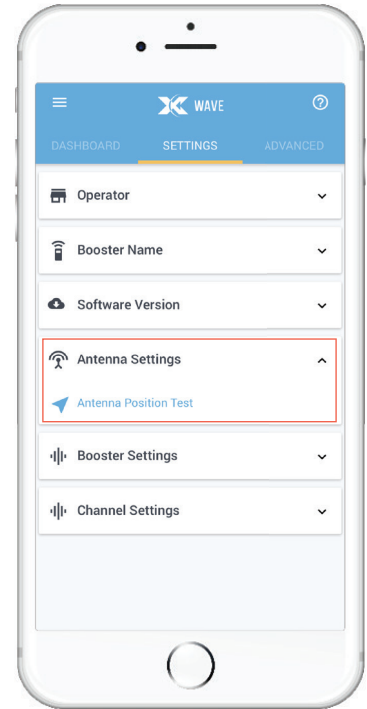 WAVE
DASHBOARD SETTINGS ADVANCED
Operator
Booster Name
Software Version
Antenna Settings
Antenna Position Test
Booster Settings
Channel Settings